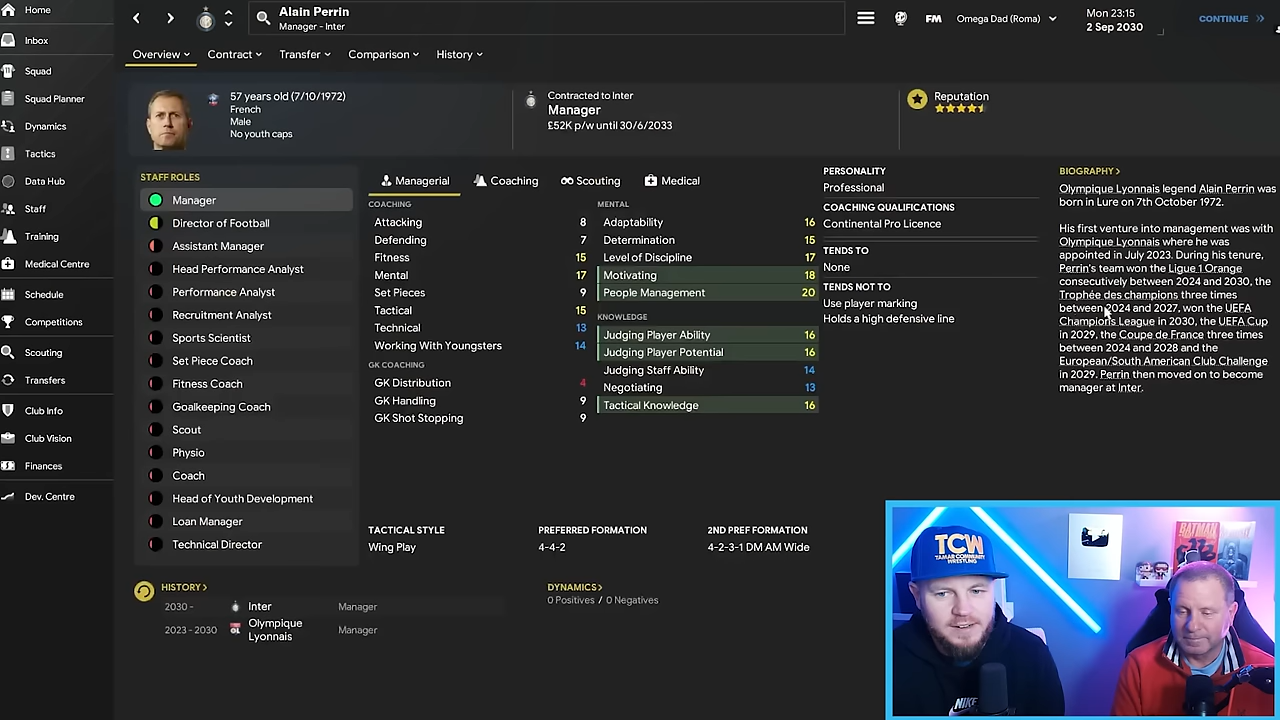 Home
Inbox
Squad
Squad Planner
Dynamics
Tactics
Data Hub
Staff
Training
Medical Centre
Schedule
Competitions
Scouting
Transfers
Club Info
Club Vision
Finances
Dev. Centre
Alain Perrin
Manager - Inter
FM
Omega Dad (Roma)
Mon 23:15
2 Sep 2030
CONTINUE
Overview
Contract
Transfer
Comparison
History
57 years old (7/10/1972)
French
Male
No youth caps
Contracted to Inter
Manager
£52K p/w until 30/6/2033
Reputation
STAFF ROLES
Manager
Director of Football
Assistant Manager
Head Performance Analyst
Performance Analyst
Recruitment Analyst
Sports Scientist
Set Piece Coach
Fitness Coach
Goalkeeping Coach
Scout
Physio
Coach
Head of Youth Development
Loan Manager
Technical Director
Managerial
Coaching
Scouting
Medical
COACHING
Attacking 8
Defending 7
Fitness 15
Mental 17
Set Pieces 9
Tactical 15
Technical 13
Working With Youngsters 14
GK COACHING
GK Distribution 4
GK Handling 9
GK Shot Stopping 9
MENTAL
Adaptability 16
Determination 15
Level of Discipline 17
Motivating 18
People Management 20
KNOWLEDGE
Judging Player Ability 16
Judging Player Potential 16
Judging Staff Ability 14
Negotiating 13
Tactical Knowledge 16
PERSONALITY
Professional
COACHING QUALIFICATIONS
Continental Pro Licence
TENDS TO
None
TENDS NOT TO
Use player marking
Holds a high defensive line
BIOGRAPHY >
Olympique Lyonnais legend Alain Perrin was
born in Lure on 7th October 1972.
His first venture into management was with
Olympique Lyonnais where he was
appointed in July 2023. During his tenure,
Perrin's team won the Ligue 1 Orange
consecutively between 2024 and 2030, the
Trophée des champions three times
between 2024 and 2027, won the UEFA
Champions League in 2030, the UEFA Cup
in 2029, the Coupe de France three times
between 2024 and 2028 and the
European/South American Club Challenge
in 2029. Perrin then moved on to become
manager at Inter.
TACTICAL STYLE
Wing Play
PREFERRED FORMATION
4-4-2
2ND PREF FORMATION
4-2-3-1 DM AM Wide
HISTORY >
2030 - Inter Manager
2023 - 2030 Olympique
Lyonnais Manager
DYNAMICS >
0 Positives / 0 Negatives
TCW
TAMAR COMMUNITY
WRESTLING
BATMAN
NIKE